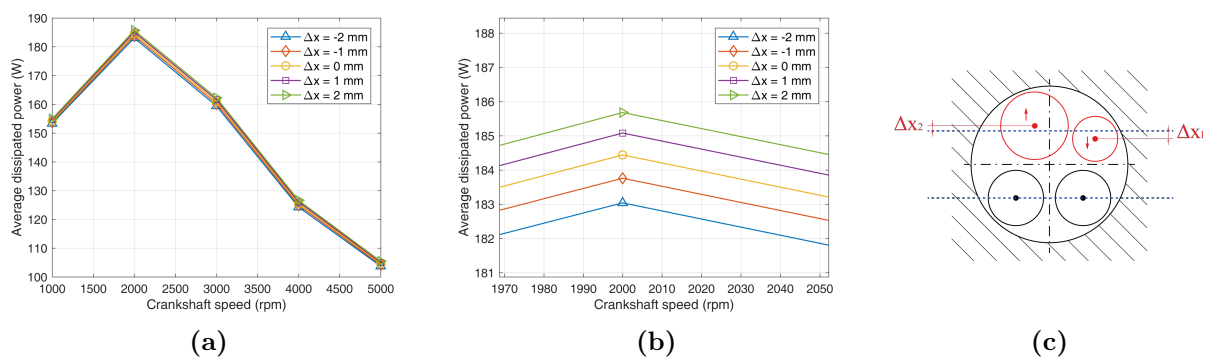 Average dissipated power (W)
190
180
170
160
150
140
130
120
110
100
1000
1500
2000
2500
3000
3500
4000
4500
5000
Crankshaft speed (rpm)
Δx = -2 mm
Δx = -1 mm
Δx = 0 mm
Δx = 1 mm
Δx = 2 mm
(a)
Average dissipated power (W)
188
187
186
185
184
183
182
181
1970
1980
1990
2000
2010
2020
2030
2040
2050
Crankshaft speed (rpm)
Δx = -2 mm
Δx = -1 mm
Δx = 0 mm
Δx = 1 mm
Δx = 2 mm
(b)
Δx₂
Δx₁
(c)